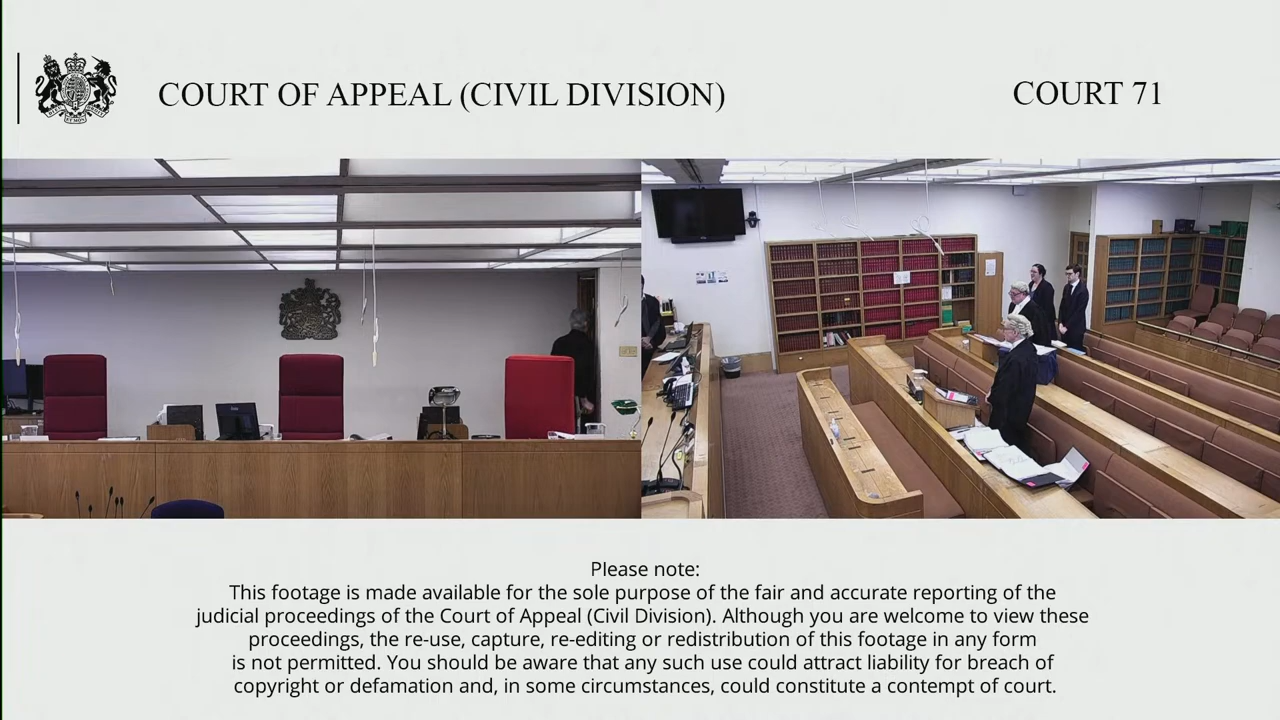 COURT OF APPEAL (CIVIL DIVISION)
COURT 71
Please note:
This footage is made available for the sole purpose of the fair and accurate reporting of the
judicial proceedings of the Court of Appeal (Civil Division). Although you are welcome to view these
proceedings, the re-use, capture, re-editing or redistribution of this footage in any form
is not permitted. You should be aware that any such use could attract liability for breach of
copyright or defamation and, in some circumstances, could constitute a contempt of court.